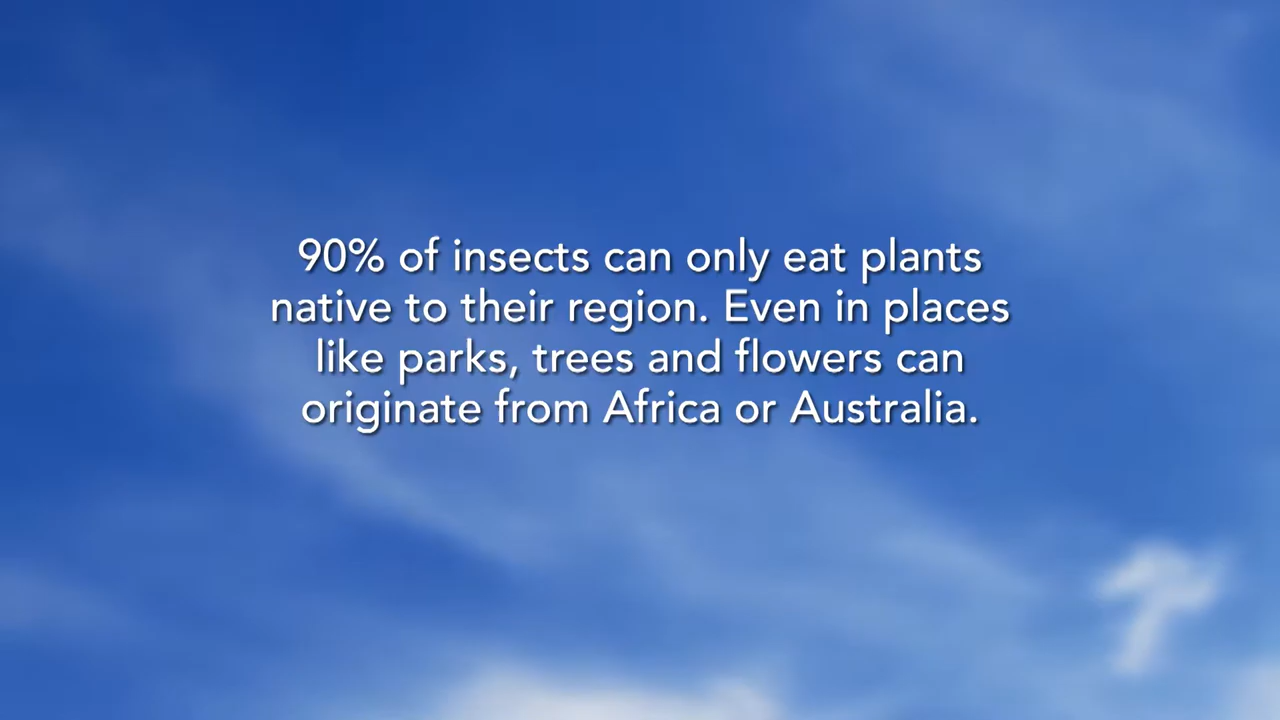 90% of insects can only eat plants
native to their region. Even in places
like parks, trees and flowers can
originate from Africa or Australia.